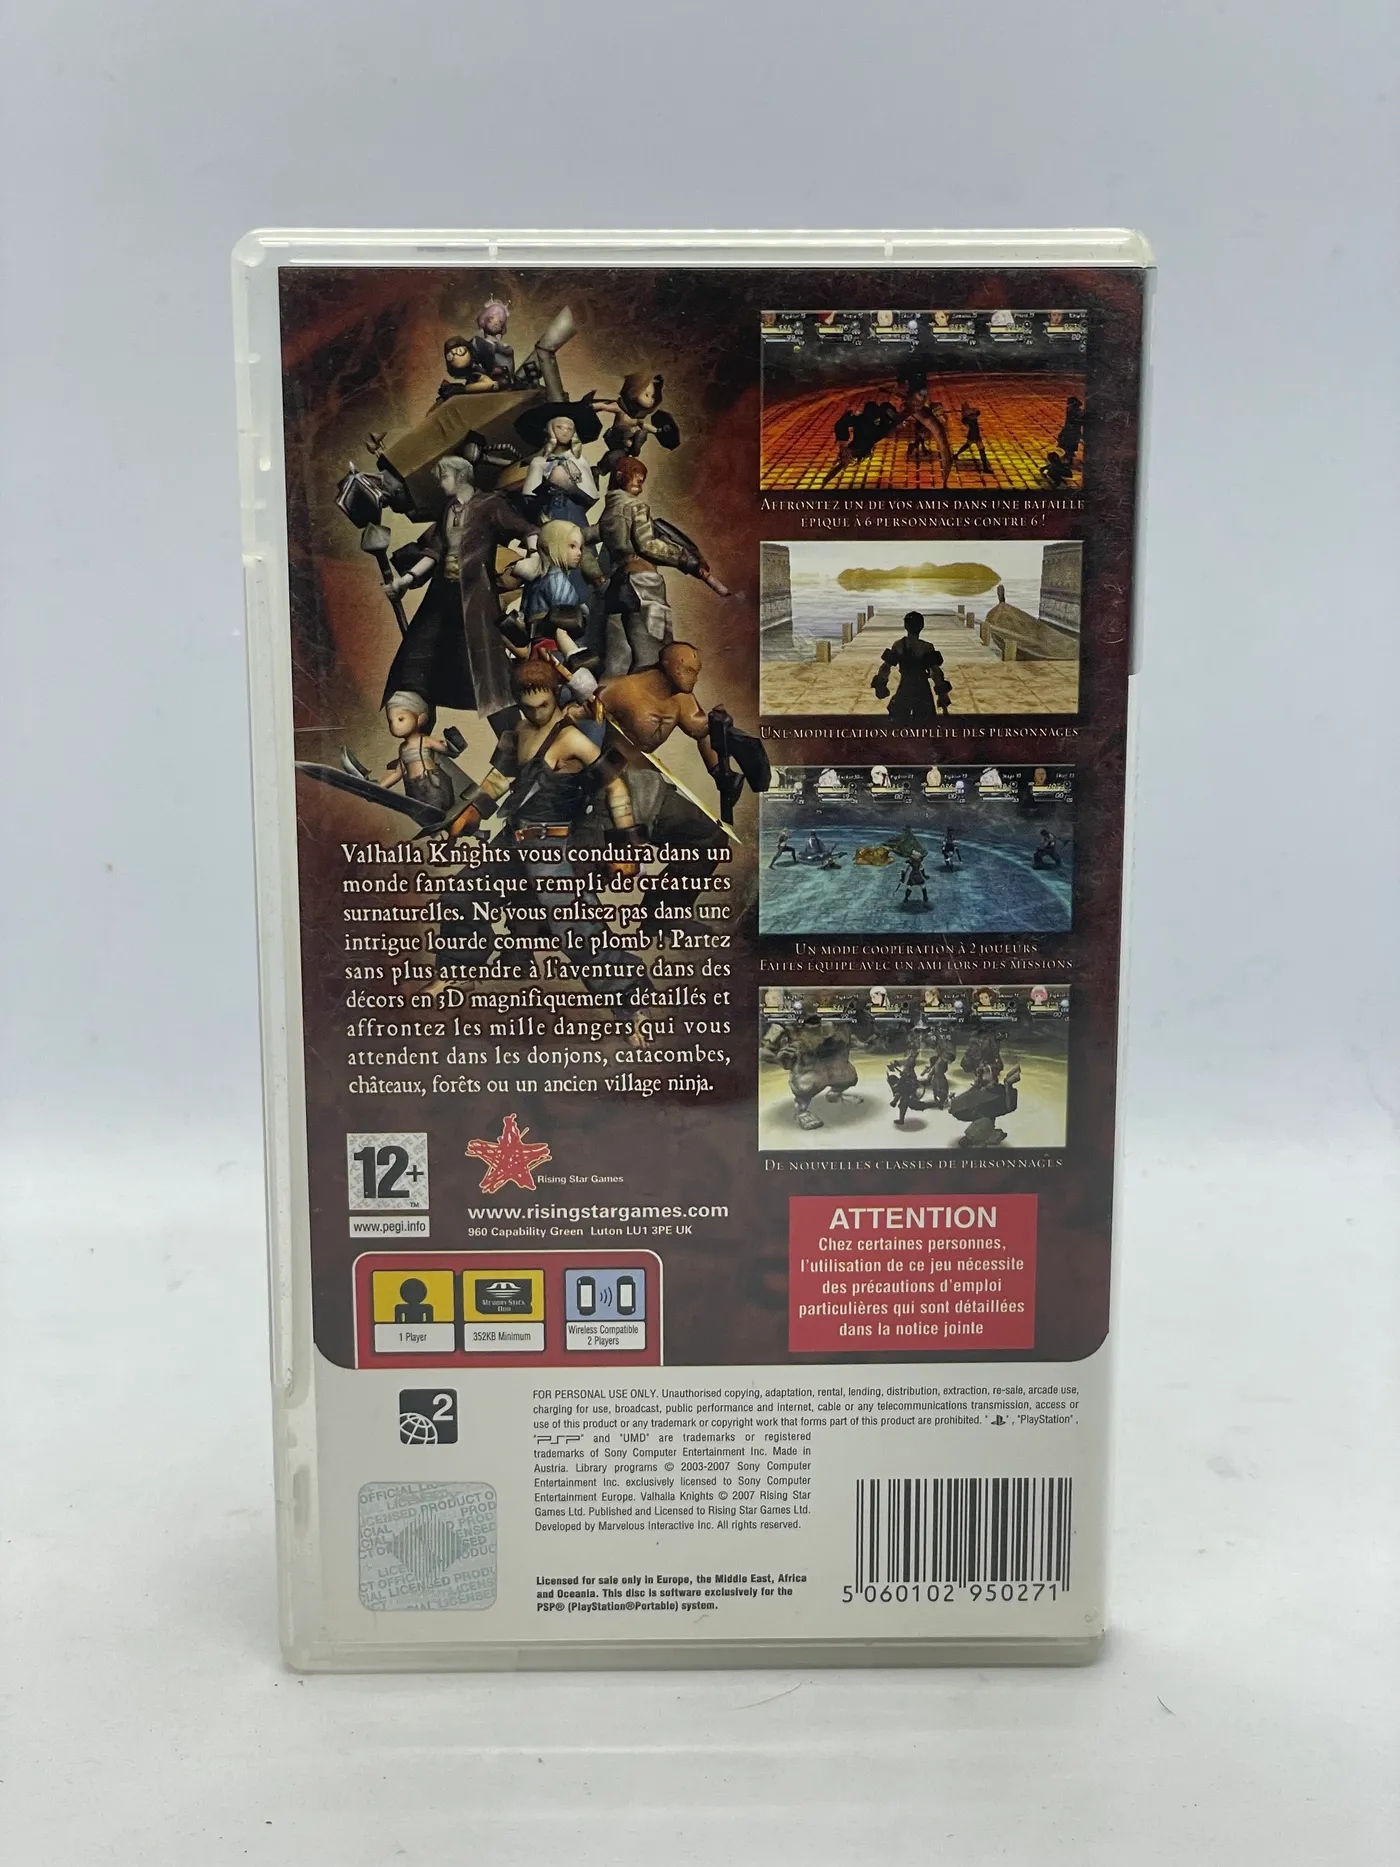 AFFRONTEZ UN DE VOS AMIS DANS UNE BATAILLE
ÉPIQUE À 6 PERSONNAGES CONTRE 6 !
UNE MODIFICATION COMPLÈTE DES PERSONNAGES
UN MODE COOPÉRATION À 2 JOUEURS
FAITES ÉQUIPE AVEC UN AMI LORS DES MISSIONS
DE NOUVELLES CLASSES DE PERSONNAGES
Valhalla Knights vous conduira dans un
monde fantastique rempli de créatures
surnaturelles. Ne vous enlisez pas dans une
intrigue lourde comme le plomb ! Partez
sans plus attendre à l'aventure dans des
décors en 3D magnifiquement détaillés et
affrontez les mille dangers qui vous
attendent dans les donjons, catacombes,
châteaux, forêts ou un ancien village ninja.
12+
TM
www.pegi.info
Rising Star Games
www.risingstargames.com
960 Capability Green Luton LU1 3PE UK
ATTENTION
Chez certaines personnes,
l'utilisation de ce jeu nécessite
des précautions d'emploi
particulières qui sont détaillées
dans la notice jointe
1 Player
MEMORY STICK
DUO
352KB Minimum
Wireless Compatible
2 Players
2
FOR PERSONAL USE ONLY. Unauthorised copying, adaptation, rental, lending, distribution, extraction, re-sale, arcade use,
charging for use, broadcast, public performance and internet, cable or any telecommunications transmission, access or
use of this product or any trademark or copyright work that forms part of this product are prohibited. " ", "PlayStation",
"PSP" and "UMD" are trademarks or registered
trademarks of Sony Computer Entertainment Inc. Made in
Austria. Library programs © 2003-2007 Sony Computer
Entertainment Inc. exclusively licensed to Sony Computer
Entertainment Europe. Valhalla Knights © 2007 Rising Star
Games Ltd. Published and Licensed to Rising Star Games Ltd.
Developed by Marvelous Interactive Inc. All rights reserved.
Licensed for sale only in Europe, the Middle East, Africa
and Oceania. This disc is software exclusively for the
PSP® (PlayStation®Portable) system.
OFFICIAL LICENSED PRODUCT
5 060102 950271